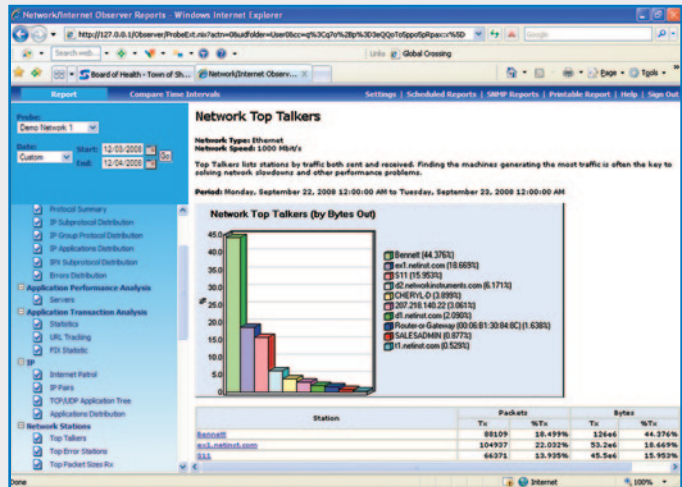 Network/Internet Observer Reports - Windows Internet Explorer
Search web...
Links Global Crossing
Google
Board of Health - Town of Sh...
Network/Internet Observ...
Page Tools
Report Compare Time Intervals Settings | Scheduled Reports | SNMP Reports | Printable Report | Help | Sign Out
Probe:
Demo Network 1
Date:
Custom
Start: 12/03/2008
End: 12/04/2008
Go
Protocol Summary
IP Subprotocol Distribution
IP Group Protocol Distribution
IP Applications Distribution
IPX Subprotocol Distribution
Errors Distribution
Application Performance Analysis
Servers
Application Transaction Analysis
Statistics
URL Tracking
FIX Statistic
IP
Internet Patrol
IP Pairs
TCP/UDP Application Tree
Applications Distribution
Network Stations
Top Talkers
Top Error Stations
Top Packet Sizes Rx
Network Top Talkers
Network Type: Ethernet
Network Speed: 1000 Mbit/s
Top Talkers lists stations by traffic both sent and received. Finding the machines generating the most traffic is often the key to
solving network slowdowns and other performance problems.
Period: Monday, September 22, 2008 12:00:00 AM to Tuesday, September 23, 2008 12:00:00 AM
Network Top Talkers (by Bytes Out)
45.0
40.0
35.0
30.0
25.0
20.0
15.0
10.0
5.0
0
%
Bennett (44.376%)
ex1.netinst.com (18.669%)
S11 (15.953%)
d2.networkinstruments.com (6.171%)
CHERYL-D (3.899%)
207.218.140.22 (3.061%)
d1.netinst.com (2.090%)
Router-or-Gateway (00:06:B1:30:84:8C) (1.638%)
SALESADMIN (0.877%)
r1.netinst.com (0.529%)
Station Packets Bytes
Tx %Tx Tx %Tx
Bennett 88109 18.499% 126e6 44.376%
ex1.netinst.com 104937 22.032% 53.2e6 18.669%
S11 66371 13.935% 45.5e6 15.953%
Done
Internet
100%